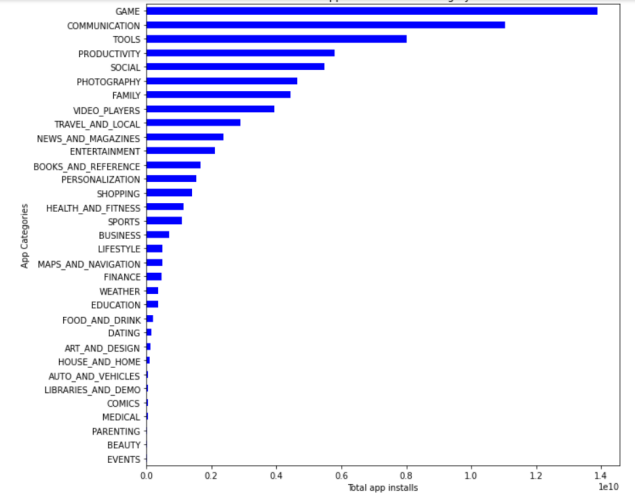 GAME
COMMUNICATION
TOOLS
PRODUCTIVITY
SOCIAL
PHOTOGRAPHY
FAMILY
VIDEO_PLAYERS
TRAVEL_AND_LOCAL
NEWS_AND_MAGAZINES
ENTERTAINMENT
BOOKS_AND_REFERENCE
PERSONALIZATION
SHOPPING
HEALTH_AND_FITNESS
SPORTS
BUSINESS
LIFESTYLE
MAPS_AND_NAVIGATION
FINANCE
WEATHER
EDUCATION
FOOD_AND_DRINK
DATING
ART_AND_DESIGN
HOUSE_AND_HOME
AUTO_AND_VEHICLES
LIBRARIES_AND_DEMO
COMICS
MEDICAL
PARENTING
BEAUTY
EVENTS
App Categories
0.0 0.2 0.4 0.6 0.8 1.0 1.2 1.4
1e10
Total app installs